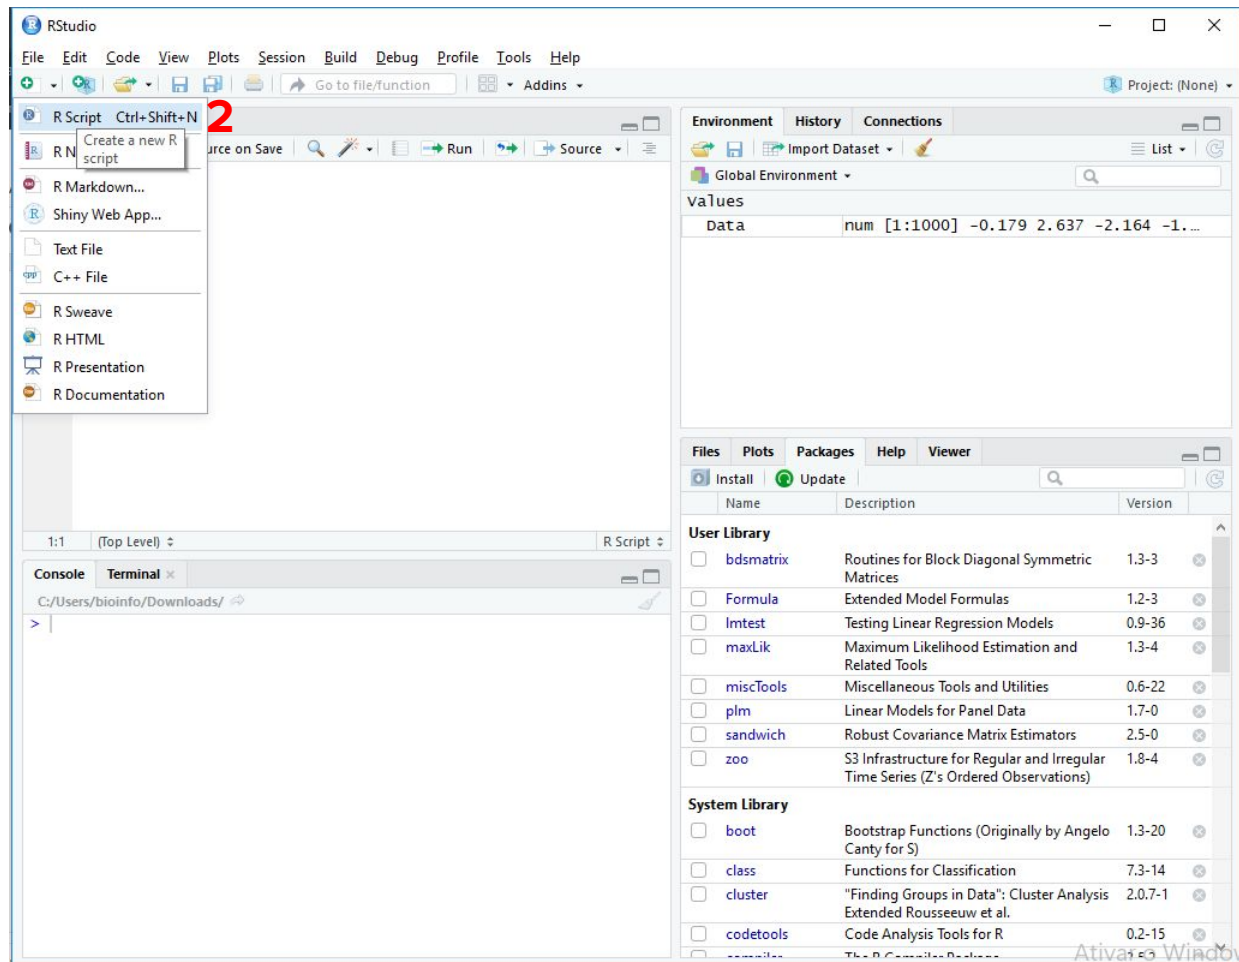 RStudio
File Edit Code View Plots Session Build Debug Profile Tools Help
Go to file/function Addins Project: (None)
R Script Ctrl+Shift+N 2
Create a new R
script
R N
urce on Save Run Source
R Markdown...
Shiny Web App...
Text File
C++ File
R Sweave
R HTML
R Presentation
R Documentation
1:1 (Top Level) R Script
Console Terminal
C:/Users/bioinfo/Downloads/
>
Environment History Connections
Import Dataset List
Global Environment
Values
Data num [1:1000] -0.179 2.637 -2.164 -1.…
Files Plots Packages Help Viewer
Install Update
Name Description Version
User Library
bdsmatrix Routines for Block Diagonal Symmetric 1.3-3
Matrices
Formula Extended Model Formulas 1.2-3
lmtest Testing Linear Regression Models 0.9-36
maxLik Maximum Likelihood Estimation and 1.3-4
Related Tools
miscTools Miscellaneous Tools and Utilities 0.6-22
plm Linear Models for Panel Data 1.7-0
sandwich Robust Covariance Matrix Estimators 2.5-0
zoo S3 Infrastructure for Regular and Irregular 1.8-4
Time Series (Z's Ordered Observations)
System Library
boot Bootstrap Functions (Originally by Angelo 1.3-20
Canty for S)
class Functions for Classification 7.3-14
cluster "Finding Groups in Data": Cluster Analysis 2.0.7-1
Extended Rousseeuw et al.
codetools Code Analysis Tools for R 0.2-15
compiler The R Compiler Package
Ativar o Window